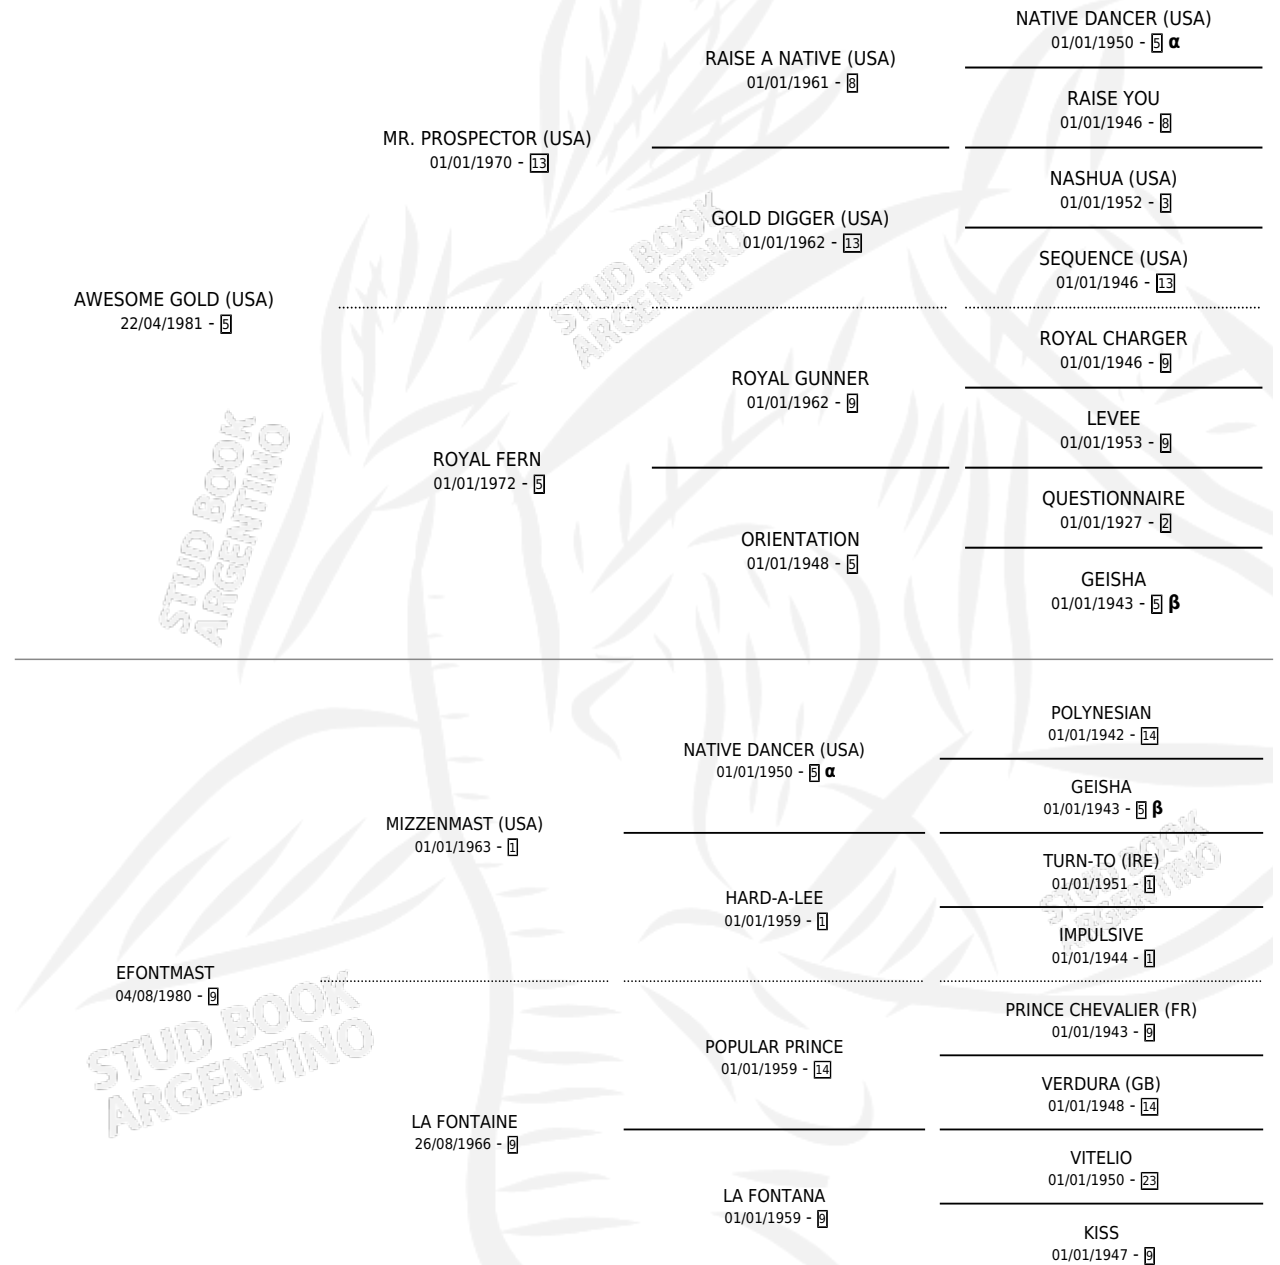 NATIVE DANCER (USA)
01/01/1950 - 5 α
RAISE A NATIVE (USA)
01/01/1961 - 8
RAISE YOU
01/01/1946 - 8
MR. PROSPECTOR (USA)
01/01/1970 - 13
NASHUA (USA)
01/01/1952 - 3
GOLD DIGGER (USA)
01/01/1962 - 13
SEQUENCE (USA)
01/01/1946 - 13
STUD BOOK
ARGENTINO
AWESOME GOLD (USA)
22/04/1981 - 5
ROYAL CHARGER
01/01/1946 - 9
ROYAL GUNNER
01/01/1962 - 9
LEVEE
01/01/1953 - 9
ROYAL FERN
01/01/1972 - 5
QUESTIONNAIRE
01/01/1927 - 2
ORIENTATION
01/01/1948 - 5
GEISHA
01/01/1943 - 5 β
STUD BOOK
ARGENTINO
POLYNESIAN
01/01/1942 - 14
NATIVE DANCER (USA)
01/01/1950 - 5 α
GEISHA
01/01/1943 - 5 β
MIZZENMAST (USA)
01/01/1963 - 1
TURN-TO (IRE)
01/01/1951 - 1
HARD-A-LEE
01/01/1959 - 1
IMPULSIVE
01/01/1944 - 1
STUD BOOK
ARGENTINO
EFONTMAST
04/08/1980 - 9
PRINCE CHEVALIER (FR)
01/01/1943 - 9
POPULAR PRINCE
01/01/1959 - 14
VERDURA (GB)
01/01/1948 - 14
STUD BOOK
ARGENTINO
LA FONTAINE
26/08/1966 - 9
VITELIO
01/01/1950 - 23
LA FONTANA
01/01/1959 - 9
KISS
01/01/1947 - 9